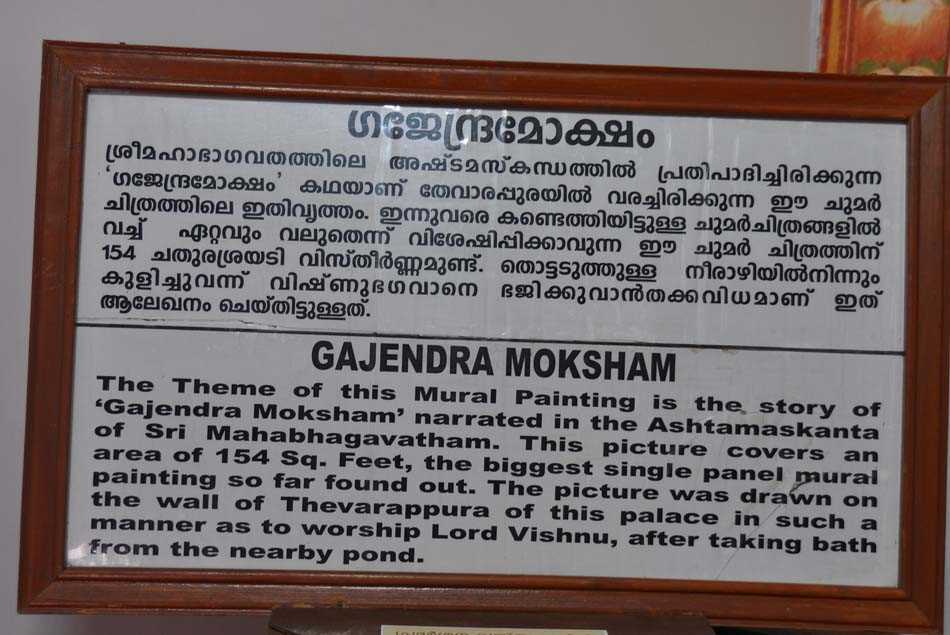 ഗജേന്ദ്രമോക്ഷം
ശ്രീമഹാഭാഗവതത്തിലെ അഷ്ടമസ്കന്ധത്തിൽ പ്രതിപാദിച്ചിരിക്കുന്ന
'ഗജേന്ദ്രമോക്ഷം' കഥയാണ് തേവാരപ്പുരയിൽ വരച്ചിരിക്കുന്ന ഈ ചുമർ
ചിത്രത്തിലെ ഇതിവൃത്തം. ഇന്നുവരെ കണ്ടെത്തിയിട്ടുള്ള ചുമർചിത്രങ്ങളിൽ
വച്ച് ഏറ്റവും വലുതെന്ന് വിശേഷിപ്പിക്കാവുന്ന ഈ ചുമർ ചിത്രത്തിന്
154 ചതുരശ്രയടി വിസ്തീർണ്ണമുണ്ട്. തൊട്ടടുത്തുള്ള നീരാഴിയിൽനിന്നും
കുളിച്ചുവന്ന് വിഷ്ണുഭഗവാനെ ഭജിക്കുവാൻതക്കവിധമാണ് ഇത്
ആലേഖനം ചെയ്തിട്ടുള്ളത്.
GAJENDRA MOKSHAM
The Theme of this Mural Painting is the story of
'Gajendra Moksham' narrated in the Ashtamaskanta
of Sri Mahabhagavatham. This picture covers an
area of 154 Sq. Feet, the biggest single panel mural
painting so far found out. The picture was drawn on
the wall of Thevarappura of this palace in such a
manner as to worship Lord Vishnu, after taking bath
from the nearby pond.